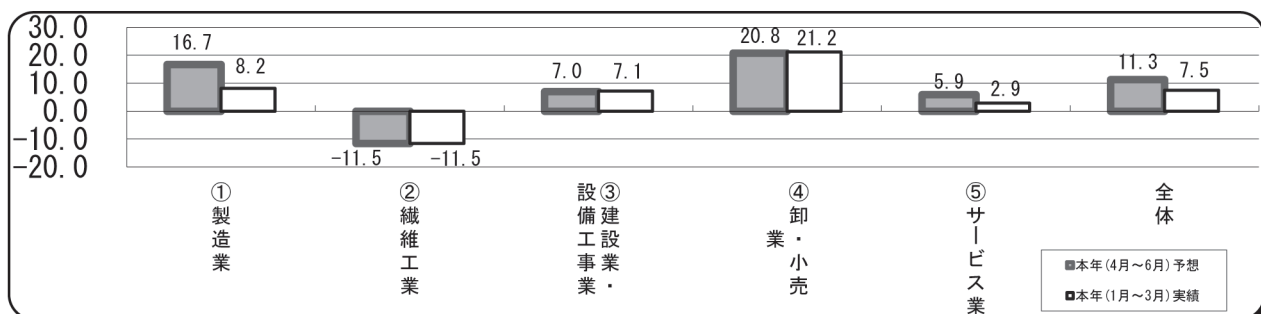 30.0
20.0
10.0
0.0
-10.0
-20.0
16.7
8.2
-11.5
-11.5
7.0
7.1
20.8
21.2
5.9
2.9
11.3
7.5
①製造業
②繊維工業
③建設業・
設備工事業
④卸・小売
業
⑤サービス業
全体
本年(4月～6月)予想
本年(1月～3月)実績